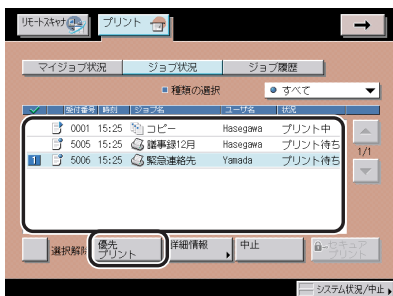 リモートスキャナ プリント
マイジョブ状況 ジョブ状況 ジョブ履歴
種類の選択 すべて
受付番号 時刻 ジョブ名 ユーザ名 状況
0001 15:25 コピー Hasegawa プリント中
5005 15:25 議事録12月 Hasegawa プリント待ち
1 5006 15:25 緊急連絡先 Yamada プリント待ち
1/1
選択解除 優先プリント 詳細情報 中止 セキュアプリント
システム状況/中止